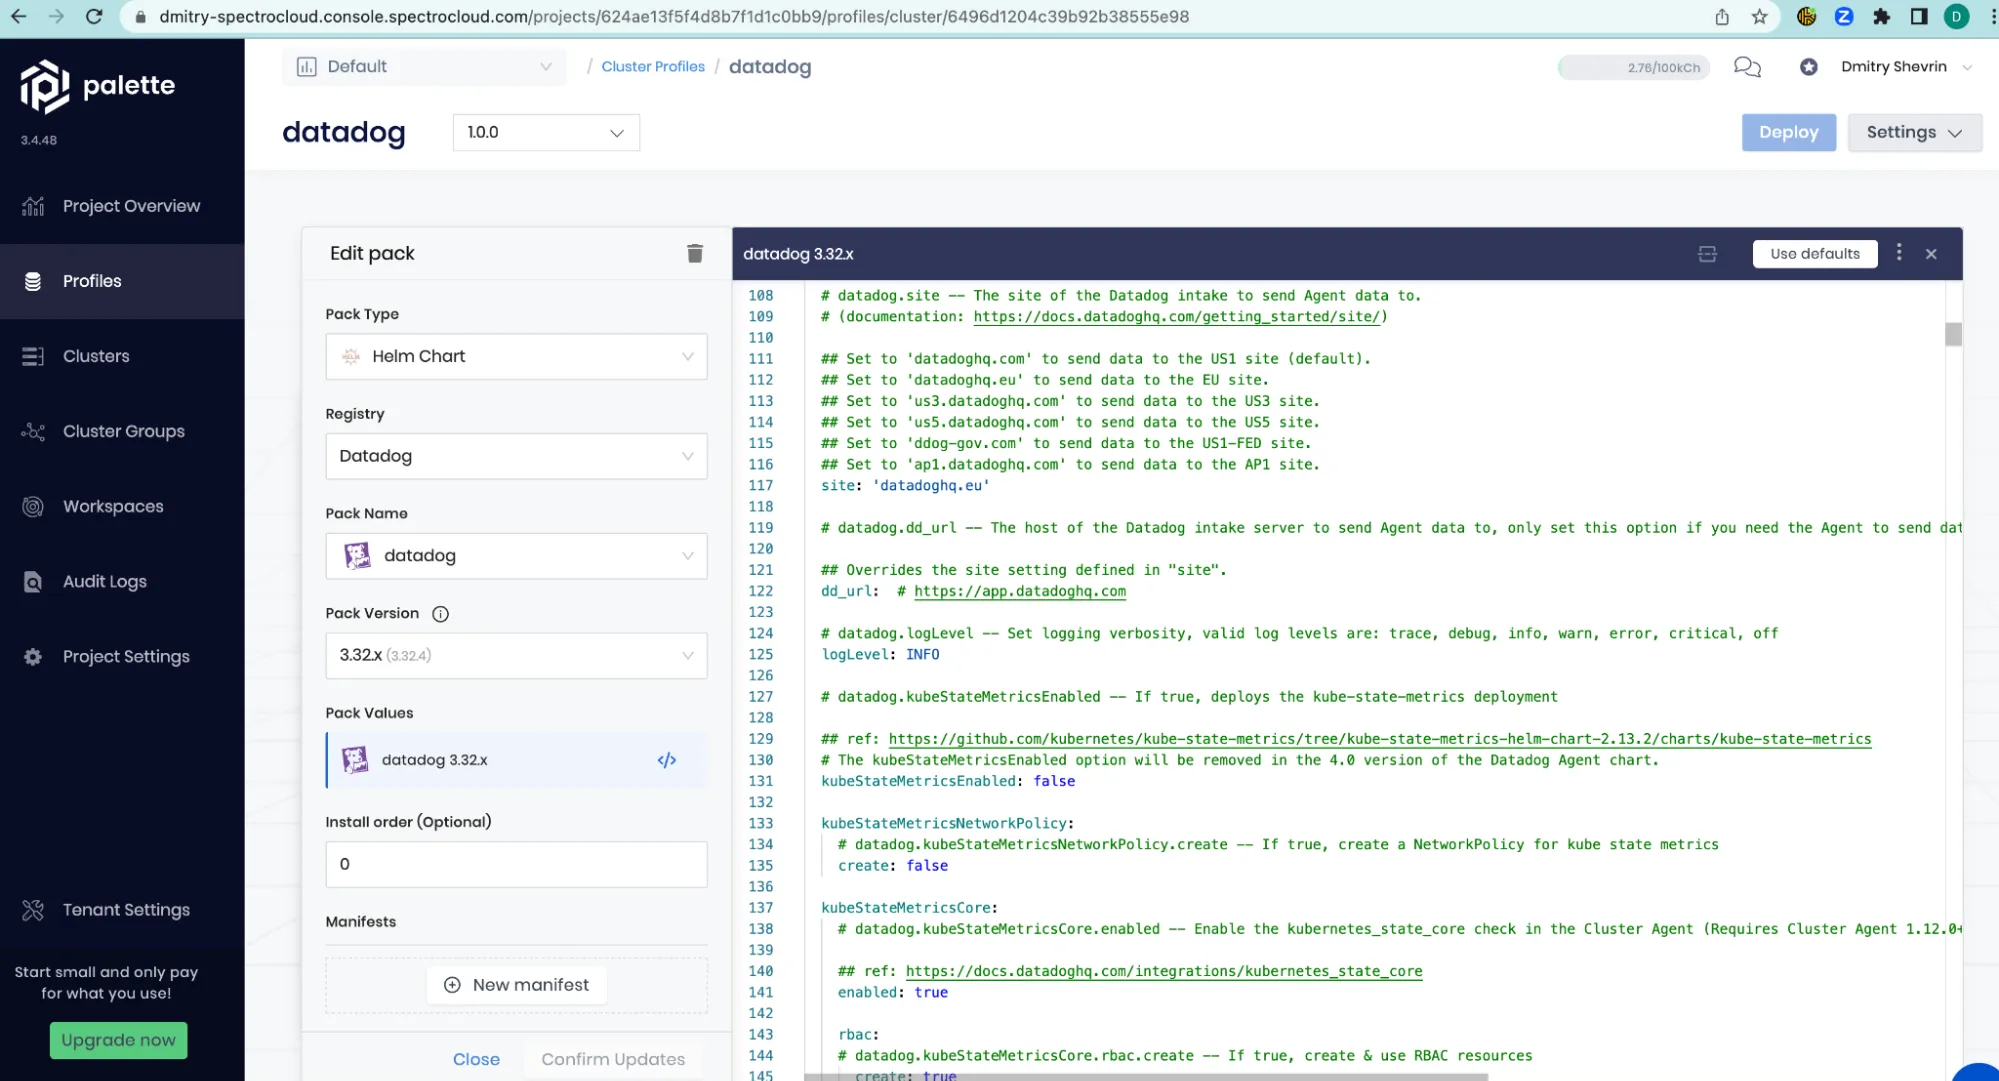 dmitry-spectrocloud.console.spectrocloud.com/projects/624ae13f5f4d8b7f1d1c0bb9/profiles/cluster/6496d1204c39b92b38555e98
D
palette
3.4.48
Project Overview
Profiles
Clusters
Cluster Groups
Workspaces
Audit Logs
Project Settings
Tenant Settings
Start small and only pay
for what you use!
Upgrade now
Default
/ Cluster Profiles / datadog
2.76/100kCh
Dmitry Shevrin
datadog
1.0.0
Deploy
Settings
Edit pack
Pack Type
HELM
Helm Chart
Registry
Datadog
Pack Name
datadog
Pack Version
3.32.x (3.32.4)
Pack Values
datadog 3.32.x
</>
Install order (Optional)
0
Manifests
New manifest
Close
Confirm Updates
datadog 3.32.x
Use defaults
108 # datadog.site -- The site of the Datadog intake to send Agent data to.
109 # (documentation: https://docs.datadoghq.com/getting_started/site/)
110
111 ## Set to 'datadoghq.com' to send data to the US1 site (default).
112 ## Set to 'datadoghq.eu' to send data to the EU site.
113 ## Set to 'us3.datadoghq.com' to send data to the US3 site.
114 ## Set to 'us5.datadoghq.com' to send data to the US5 site.
115 ## Set to 'ddog-gov.com' to send data to the US1-FED site.
116 ## Set to 'ap1.datadoghq.com' to send data to the AP1 site.
117 site: 'datadoghq.eu'
118
119 # datadog.dd_url -- The host of the Datadog intake server to send Agent data to, only set this option if you need the Agent to send dat
120
121 ## Overrides the site setting defined in "site".
122 dd_url: # https://app.datadoghq.com
123
124 # datadog.logLevel -- Set logging verbosity, valid log levels are: trace, debug, info, warn, error, critical, off
125 logLevel: INFO
126
127 # datadog.kubeStateMetricsEnabled -- If true, deploys the kube-state-metrics deployment
128
129 ## ref: https://github.com/kubernetes/kube-state-metrics/tree/kube-state-metrics-helm-chart-2.13.2/charts/kube-state-metrics
130 # The kubeStateMetricsEnabled option will be removed in the 4.0 version of the Datadog Agent chart.
131 kubeStateMetricsEnabled: false
132
133 kubeStateMetricsNetworkPolicy:
134 # datadog.kubeStateMetricsNetworkPolicy.create -- If true, create a NetworkPolicy for kube state metrics
135 create: false
136
137 kubeStateMetricsCore:
138 # datadog.kubeStateMetricsCore.enabled -- Enable the kubernetes_state_core check in the Cluster Agent (Requires Cluster Agent 1.12.0+
139
140 ## ref: https://docs.datadoghq.com/integrations/kubernetes_state_core
141 enabled: true
142
143 rbac:
144 # datadog.kubeStateMetricsCore.rbac.create -- If true, create & use RBAC resources
145 create: true